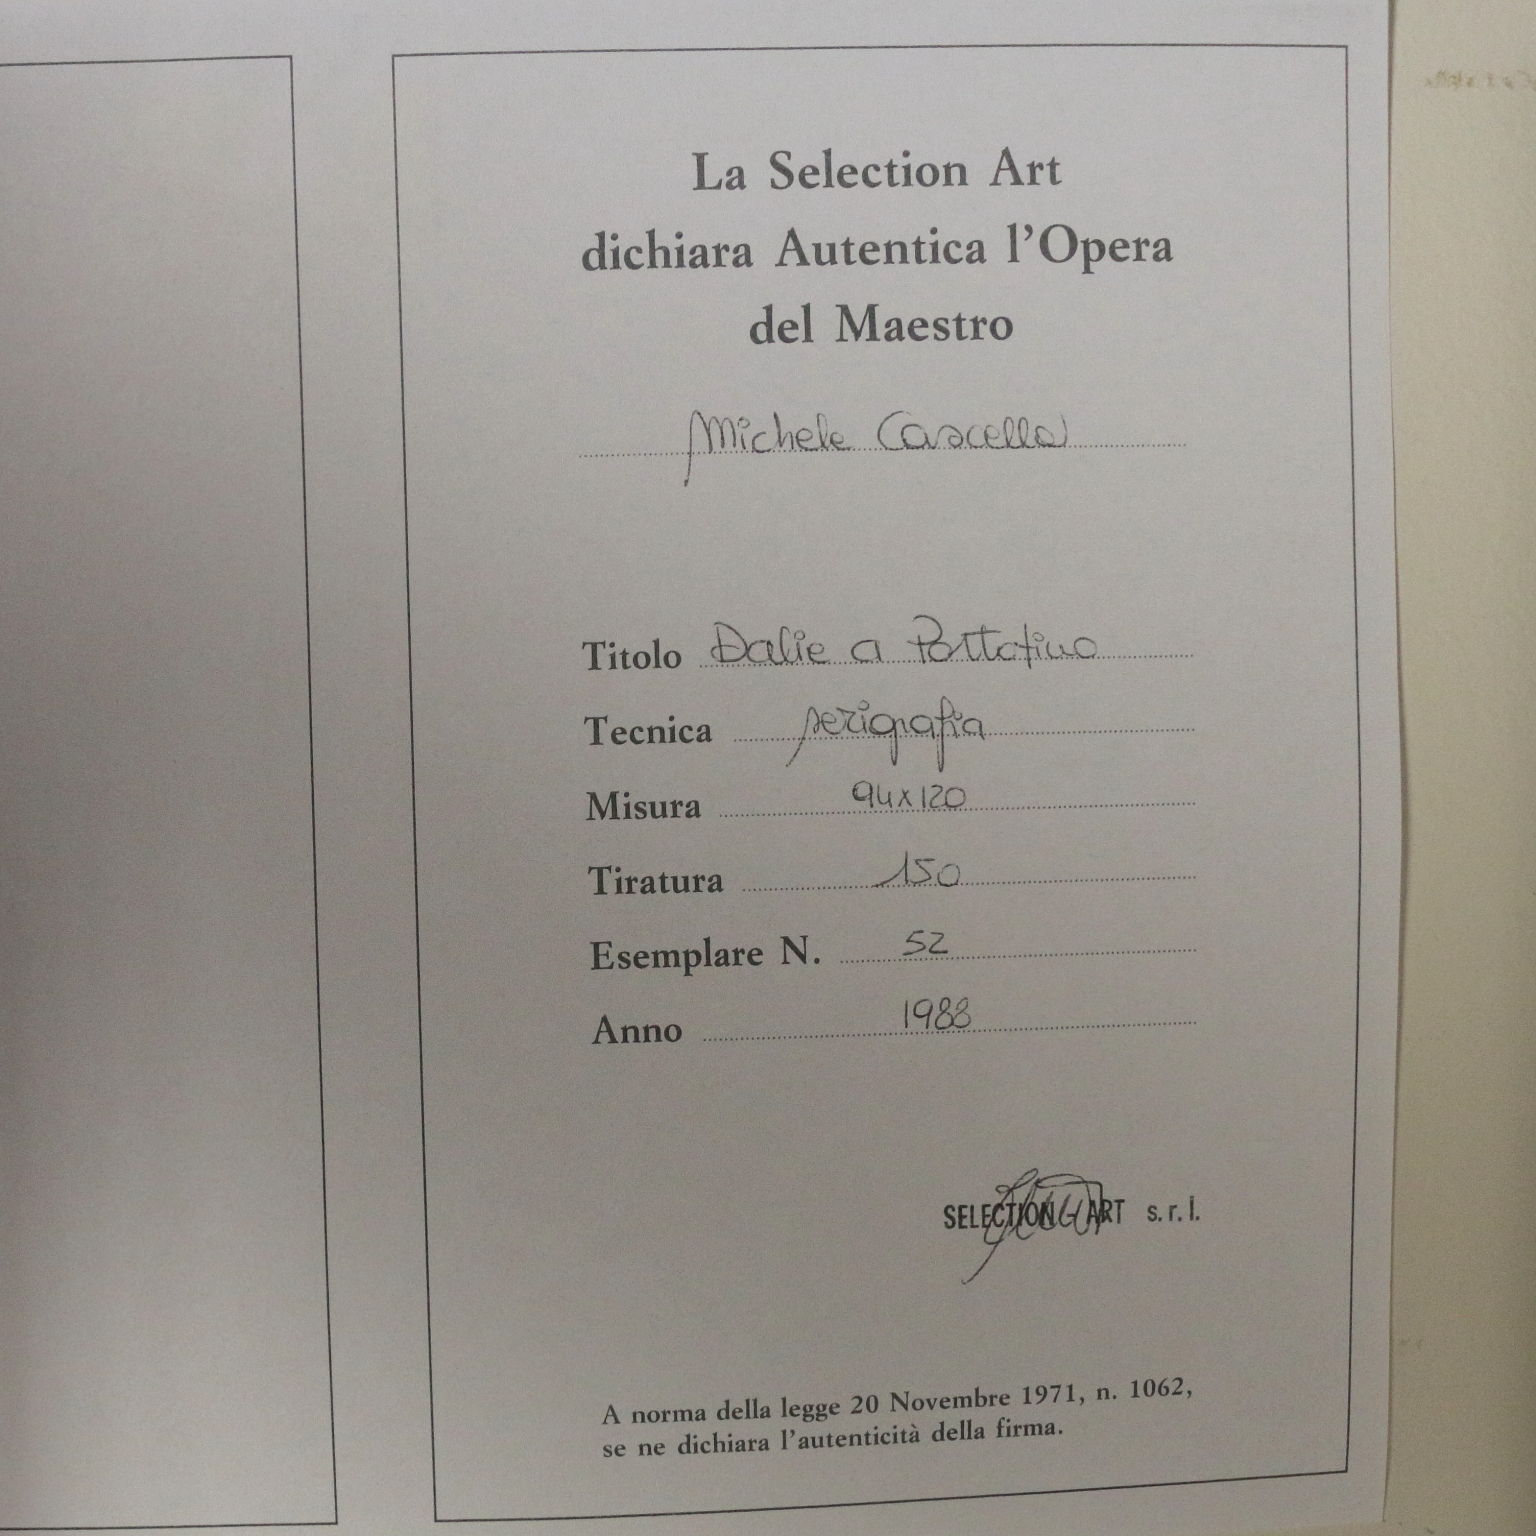 La Selection Art
dichiara Autentica l'Opera
del Maestro
Michele Cascella
Titolo Dalie a Portofino
Tecnica serigrafia
Misura 94x120
Tiratura 150
Esemplare N. 52
Anno 1988
SELECTION ART s.r.l.
A norma della legge 20 Novembre 1971, n. 1062,
se ne dichiara l'autenticità della firma.